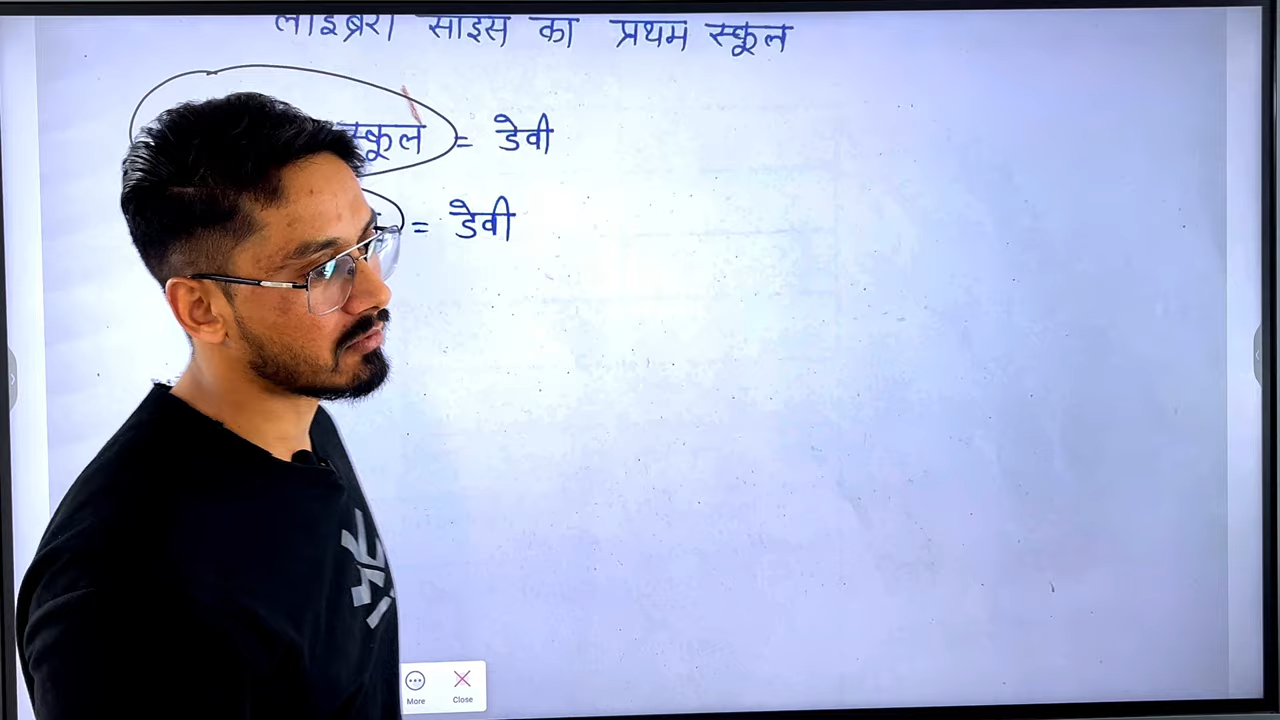 लाइब्रेरी साइंस का प्रथम स्कूल
स्कूल = डेवी
= डेवी
More Close